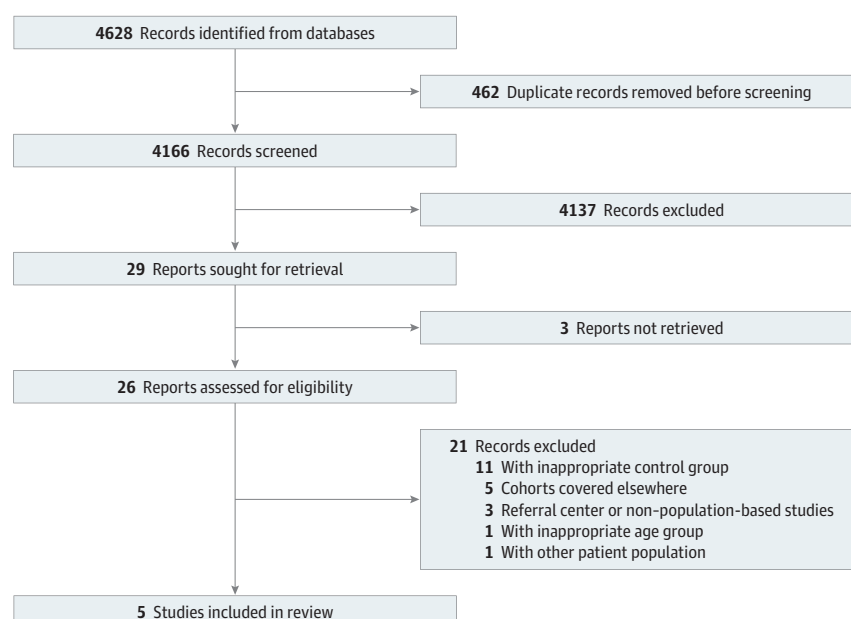 4628 Records identified from databases
462 Duplicate records removed before screening
4166 Records screened
4137 Records excluded
29 Reports sought for retrieval
3 Reports not retrieved
26 Reports assessed for eligibility
21 Records excluded
11 With inappropriate control group
5 Cohorts covered elsewhere
3 Referral center or non–population-based studies
1 With inappropriate age group
1 With other patient population
5 Studies included in review